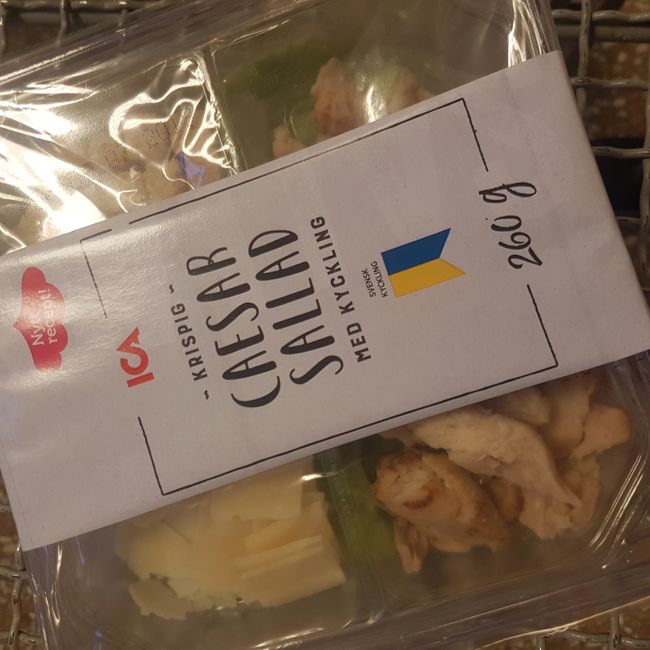 Nytt
recept!
ICA
~ KRISPIG ~
CAESAR
SALLAD
MED KYCKLING
SVENSK
KYCKLING
260 g